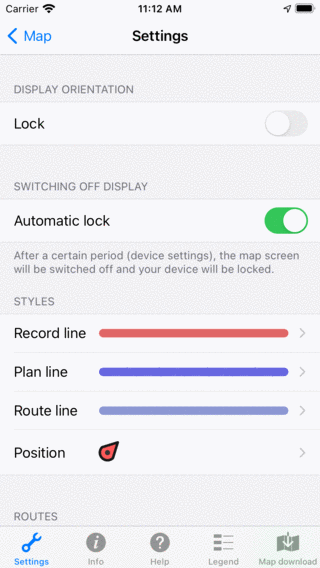 Carrier 11:12 AM
Map Settings
DISPLAY ORIENTATION
Lock
SWITCHING OFF DISPLAY
Automatic lock
After a certain period (device settings), the map screen
will be switched off and your device will be locked.
STYLES
Record line
Plan line
Route line
Position
ROUTES
Settings Info Help Legend Map download